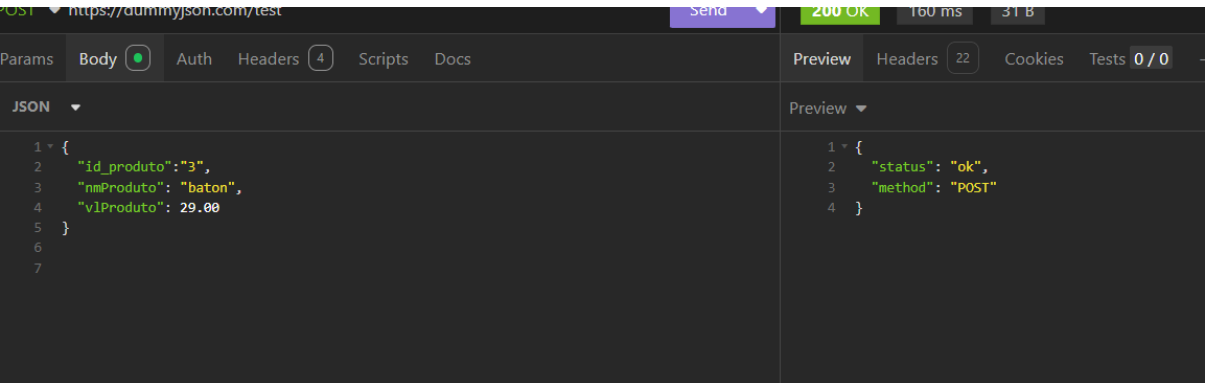 POST https://dummyjson.com/test Send 200 OK 160 ms 31 B
Params Body Auth Headers 4 Scripts Docs Preview Headers 22 Cookies Tests 0 / 0
JSON Preview
1 {
2 "id_produto":"3",
3 "nmProduto": "baton",
4 "vlProduto": 29.00
5 }
6
7
1 {
2 "status": "ok",
3 "method": "POST"
4 }